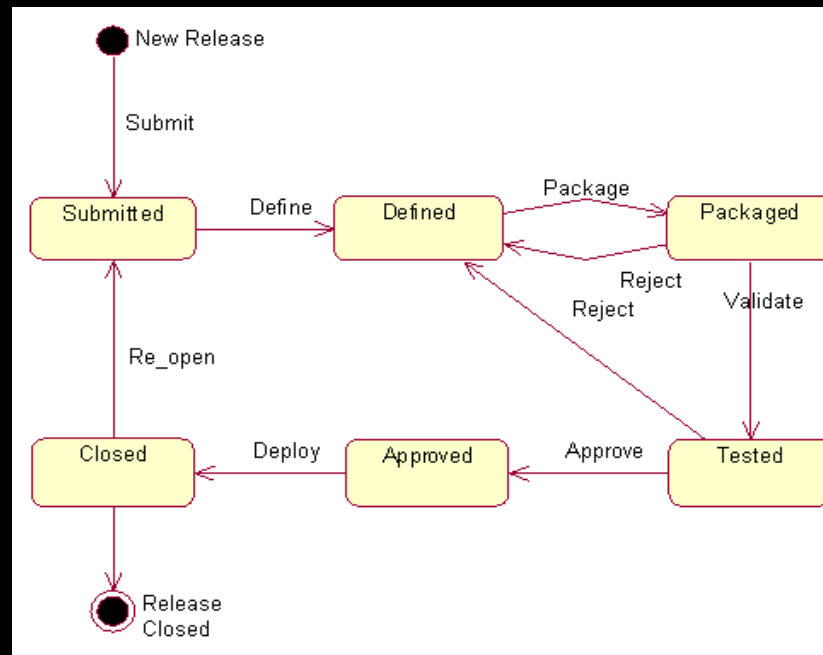 New Release
Submit
Submitted
Define
Defined
Package
Packaged
Reject
Reject
Validate
Re_open
Closed
Deploy
Approved
Approve
Tested
Release
Closed